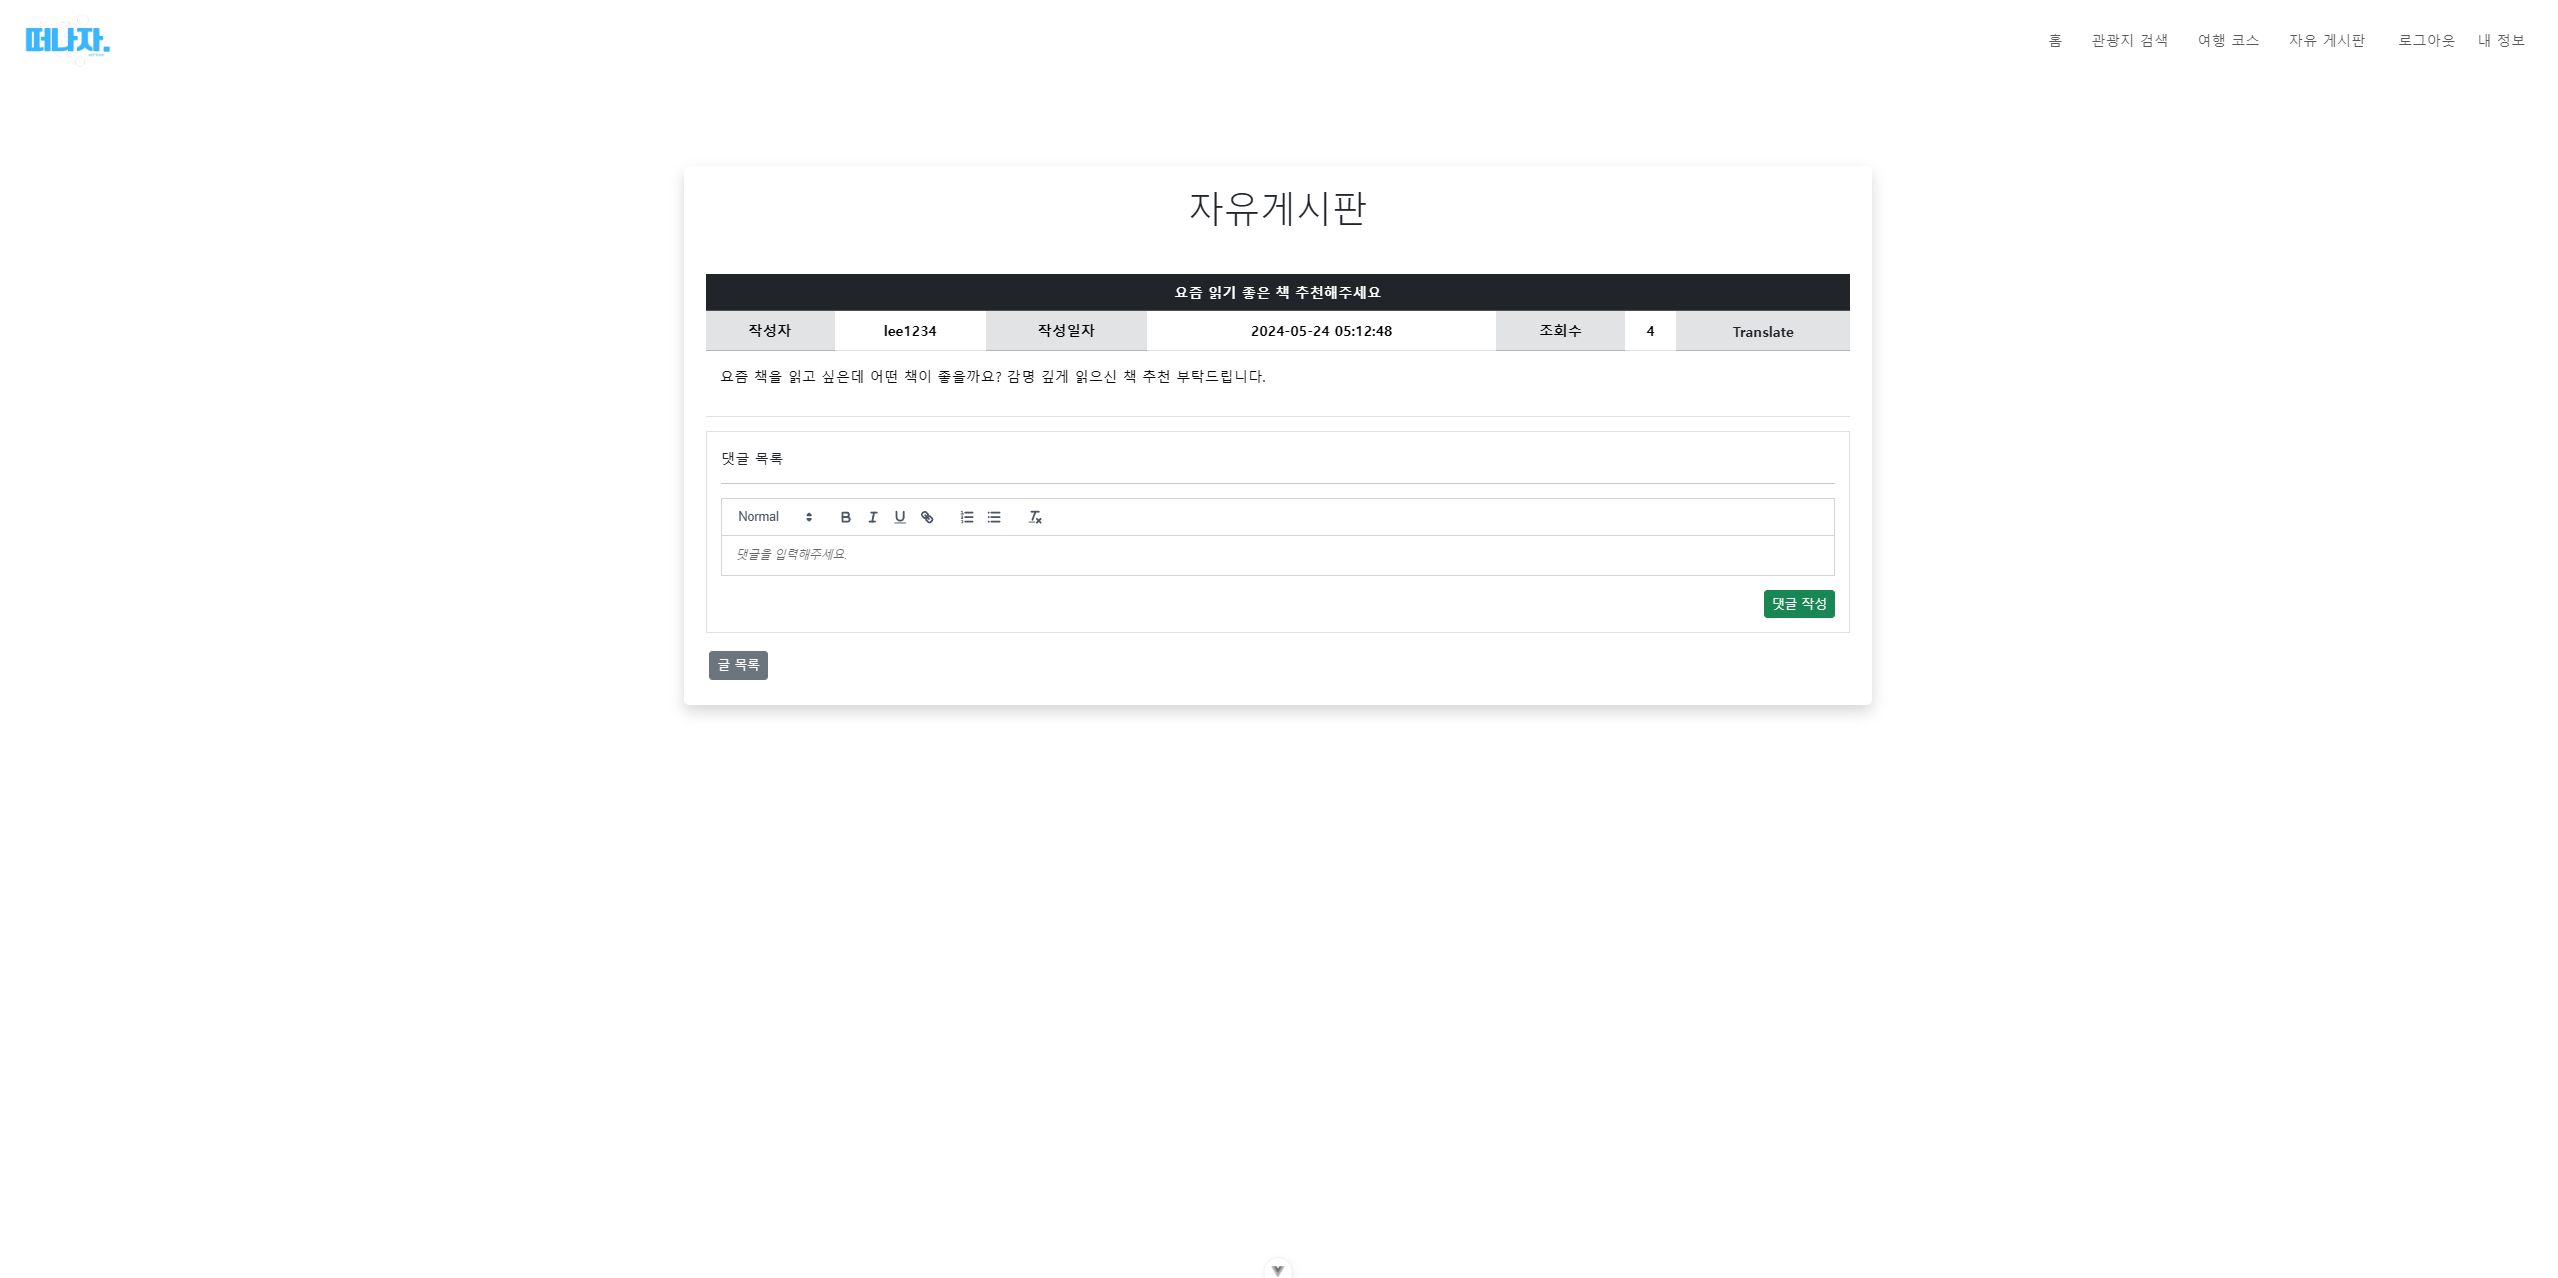 떠나자.
홈 관광지 검색 여행 코스 자유 게시판 로그아웃 내 정보
자유게시판
요즘 읽기 좋은 책 추천해주세요
작성자 lee1234 작성일자 2024-05-24 05:12:48 조회수 4 Translate
요즘 책을 읽고 싶은데 어떤 책이 좋을까요? 감명 깊게 읽으신 책 추천 부탁드립니다.
댓글 목록
Normal
댓글을 입력해주세요.
댓글 작성
글 목록